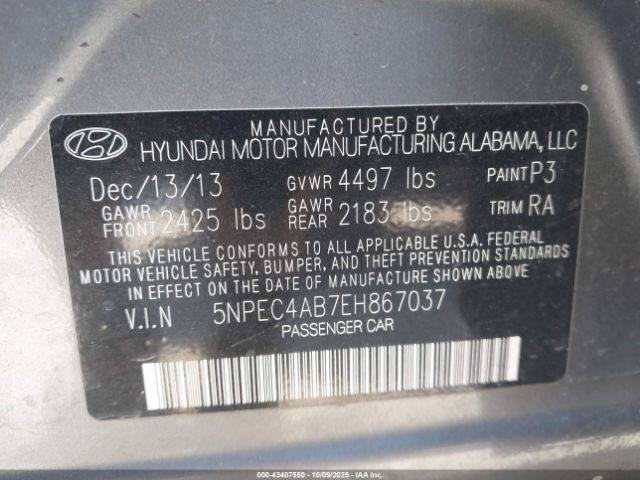 MANUFACTURED BY
HYUNDAI MOTOR MANUFACTURING ALABAMA, LLC
Dec/13/13 GVWR 4497 lbs PAINT P3
GAWR FRONT 2425 lbs GAWR REAR 2183 lbs TRIM RA
THIS VEHICLE CONFORMS TO ALL APPLICABLE U.S.A. FEDERAL
MOTOR VEHICLE SAFETY, BUMPER, AND THEFT PREVENTION STANDARDS
IN EFFECT ON THE DATE OF MANUFACTURE SHOWN ABOVE
V.I.N 5NPEC4AB7EH867037
PASSENGER CAR
000-43407550 - 10/09/2025 - COPYRIGHT IAA, LLC.